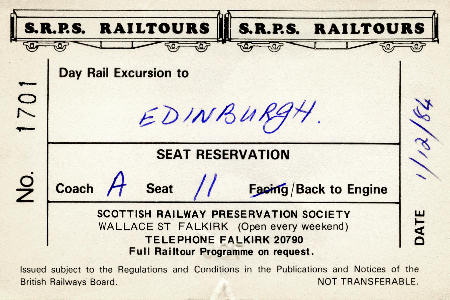 S.R.P.S. RAILTOURS S.R.P.S. RAILTOURS
Day Rail Excursion to
EDINBURGH.
SEAT RESERVATION
Coach A Seat 11 Facing/Back to Engine
SCOTTISH RAILWAY PRESERVATION SOCIETY
WALLACE ST FALKIRK (Open every weekend)
TELEPHONE FALKIRK 20790
Full Railtour Programme on request.
No. 1701
DATE 1/12/84
Issued subject to the Regulations and Conditions in the Publications and Notices of the
British Railways Board. NOT TRANSFERABLE.